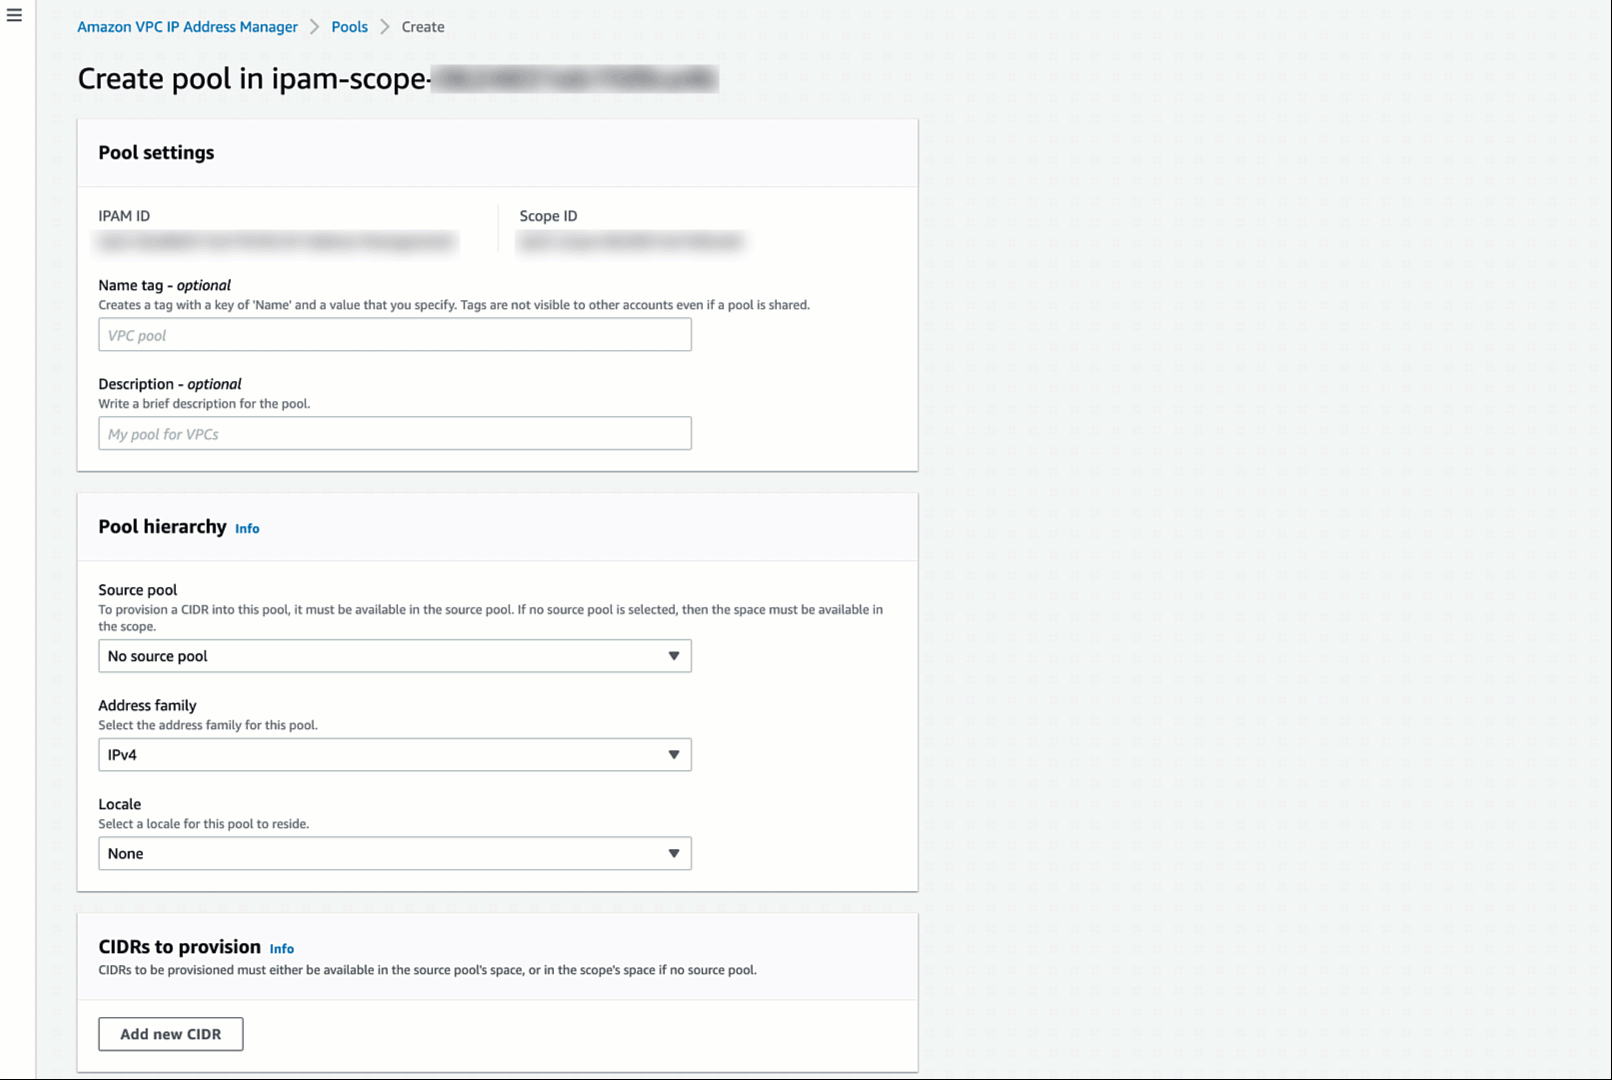 Amazon VPC IP Address Manager > Pools > Create
Create pool in ipam-scope-
Pool settings
IPAM ID
Scope ID
Name tag - optional
Creates a tag with a key of 'Name' and a value that you specify. Tags are not visible to other accounts even if a pool is shared.
VPC pool
Description - optional
Write a brief description for the pool.
My pool for VPCs
Pool hierarchy Info
Source pool
To provision a CIDR into this pool, it must be available in the source pool. If no source pool is selected, then the space must be available in
the scope.
No source pool
Address family
Select the address family for this pool.
IPv4
Locale
Select a locale for this pool to reside.
None
CIDRs to provision Info
CIDRs to be provisioned must either be available in the source pool's space, or in the scope's space if no source pool.
Add new CIDR